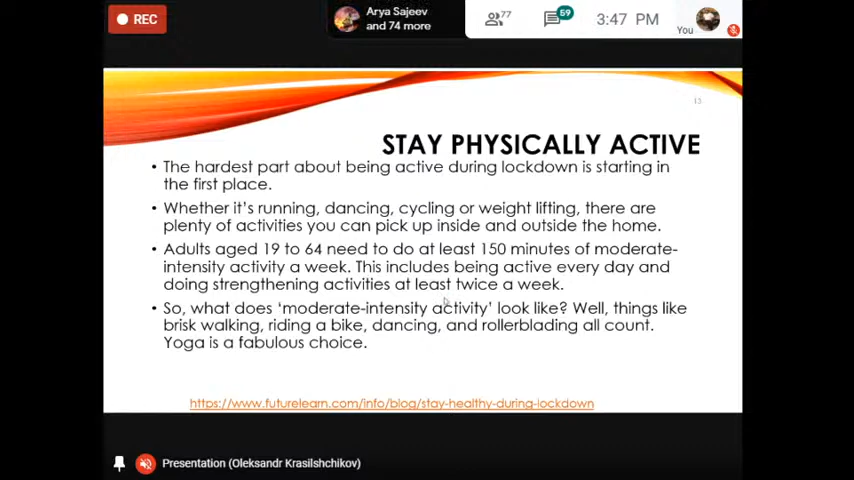 REC
Arya Sajeev
and 74 more
77
59
3:47 PM
You
13
STAY PHYSICALLY ACTIVE
• The hardest part about being active during lockdown is starting in
the first place.
• Whether it's running, dancing, cycling or weight lifting, there are
plenty of activities you can pick up inside and outside the home.
• Adults aged 19 to 64 need to do at least 150 minutes of moderate-
intensity activity a week. This includes being active every day and
doing strengthening activities at least twice a week.
• So, what does 'moderate-intensity activity' look like? Well, things like
brisk walking, riding a bike, dancing, and rollerblading all count.
Yoga is a fabulous choice.
https://www.futurelearn.com/info/blog/stay-healthy-during-lockdown
Presentation (Oleksandr Krasilshchikov)